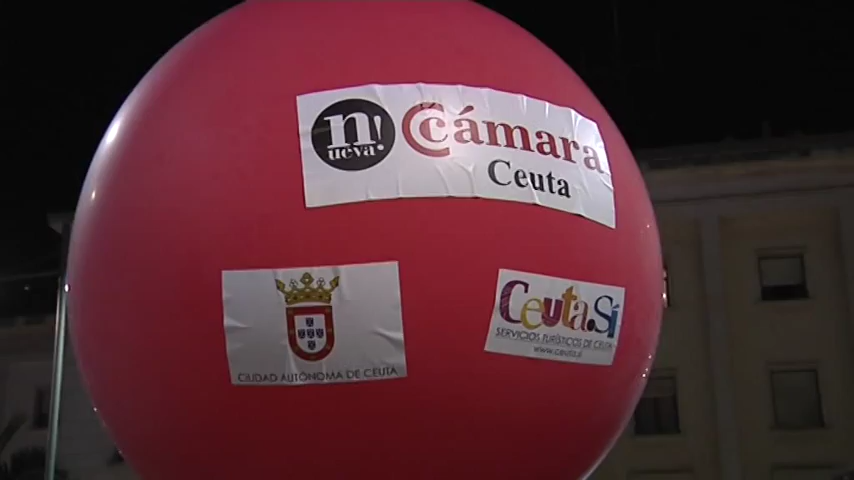 n!
ueva
cámara
Ceuta
CIUDAD AUTÓNOMA DE CEUTA
CeutaSí
SERVICIOS TURÍSTICOS DE CEUTA
www.ceuta.si